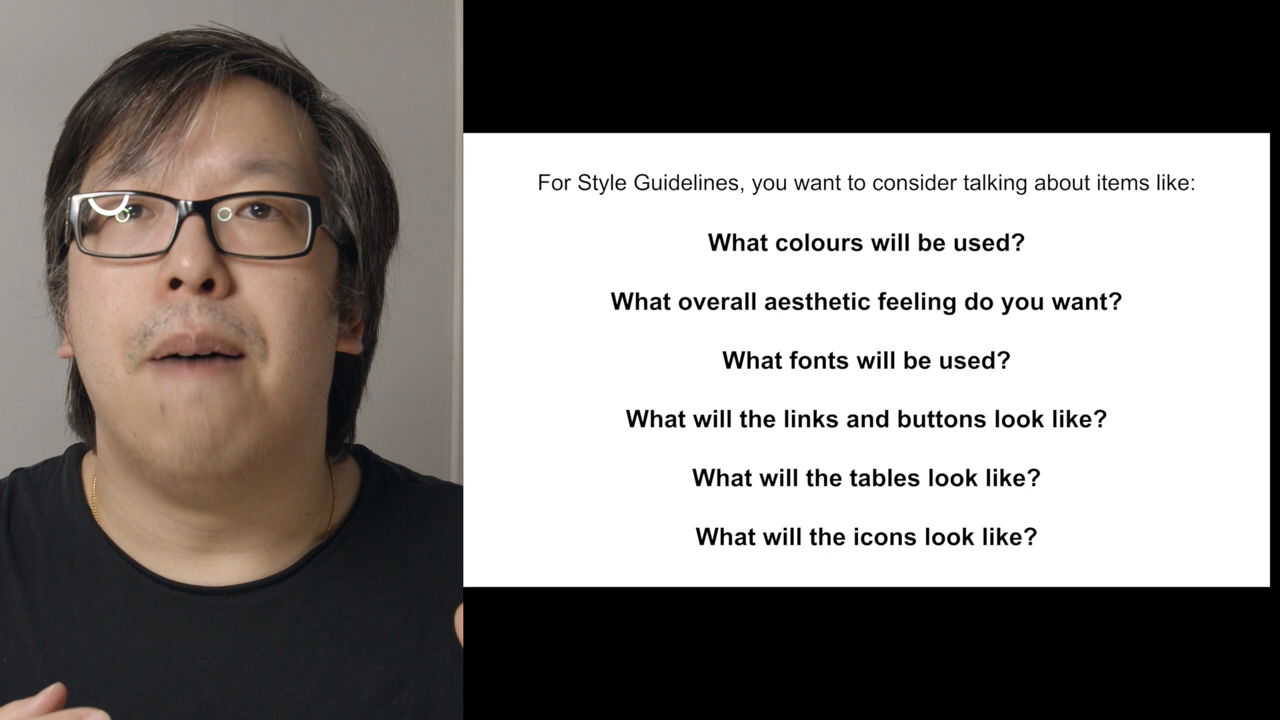 For Style Guidelines, you want to consider talking about items like:
What colours will be used?
What overall aesthetic feeling do you want?
What fonts will be used?
What will the links and buttons look like?
What will the tables look like?
What will the icons look like?